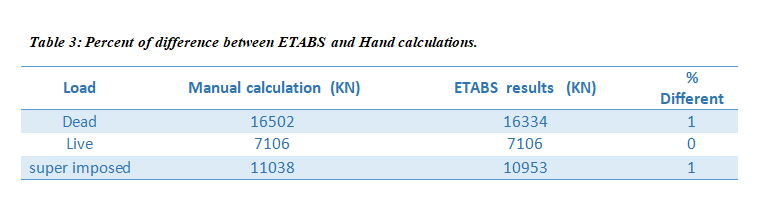 Table 3: Percent of difference between ETABS and Hand calculations.
Load Manual calculation (KN) ETABS results (KN) % Different
Dead 16502 16334 1
Live 7106 7106 0
super imposed 11038 10953 1